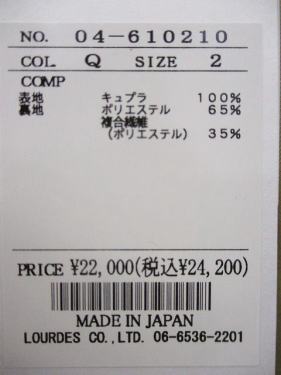 NO. 04-610210
COL. Q SIZE 2
COMP
表地 キュプラ 100%
裏地 ポリエステル 65%
複合繊維
(ポリエステル) 35%
PRICE ¥22,000(税込¥24,200)
MADE IN JAPAN
LOURDES CO.,LTD. 06-6536-2201